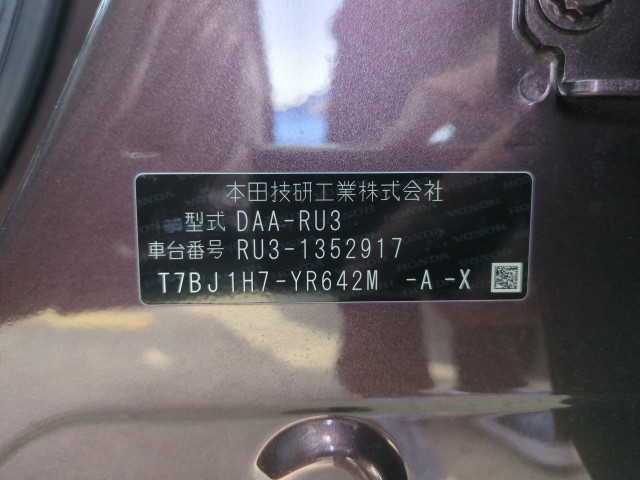 本田技研工業株式会社
型式 DAA-RU3
車台番号 RU3-1352917
T7BJ1H7-YR642M -A -X